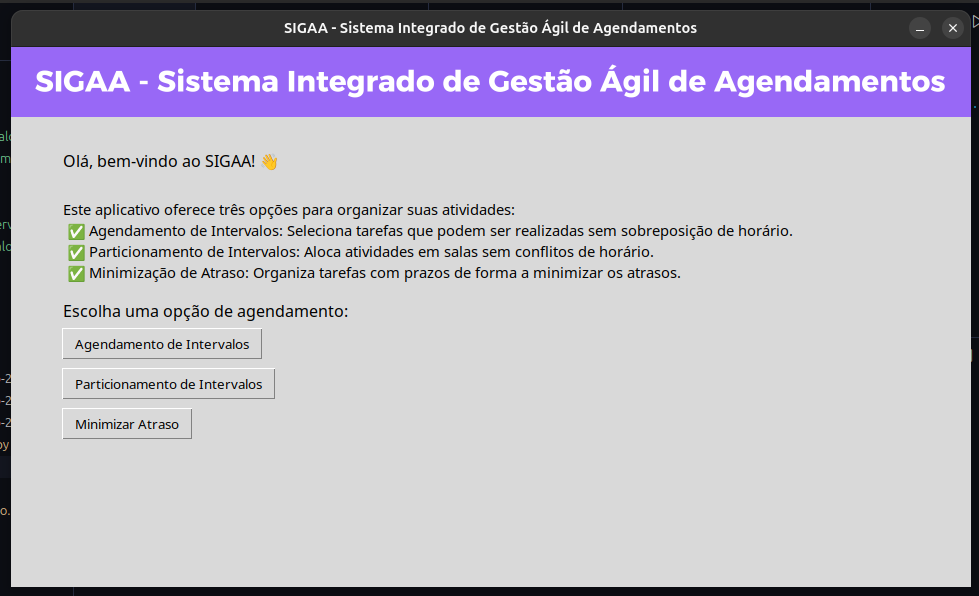 SIGAA - Sistema Integrado de Gestão Ágil de Agendamentos
SIGAA - Sistema Integrado de Gestão Ágil de Agendamentos
Olá, bem-vindo ao SIGAA! 👋
Este aplicativo oferece três opções para organizar suas atividades:
✅ Agendamento de Intervalos: Seleciona tarefas que podem ser realizadas sem sobreposição de horário.
✅ Particionamento de Intervalos: Aloca atividades em salas sem conflitos de horário.
✅ Minimização de Atraso: Organiza tarefas com prazos de forma a minimizar os atrasos.
Escolha uma opção de agendamento:
Agendamento de Intervalos
Particionamento de Intervalos
Minimizar Atraso